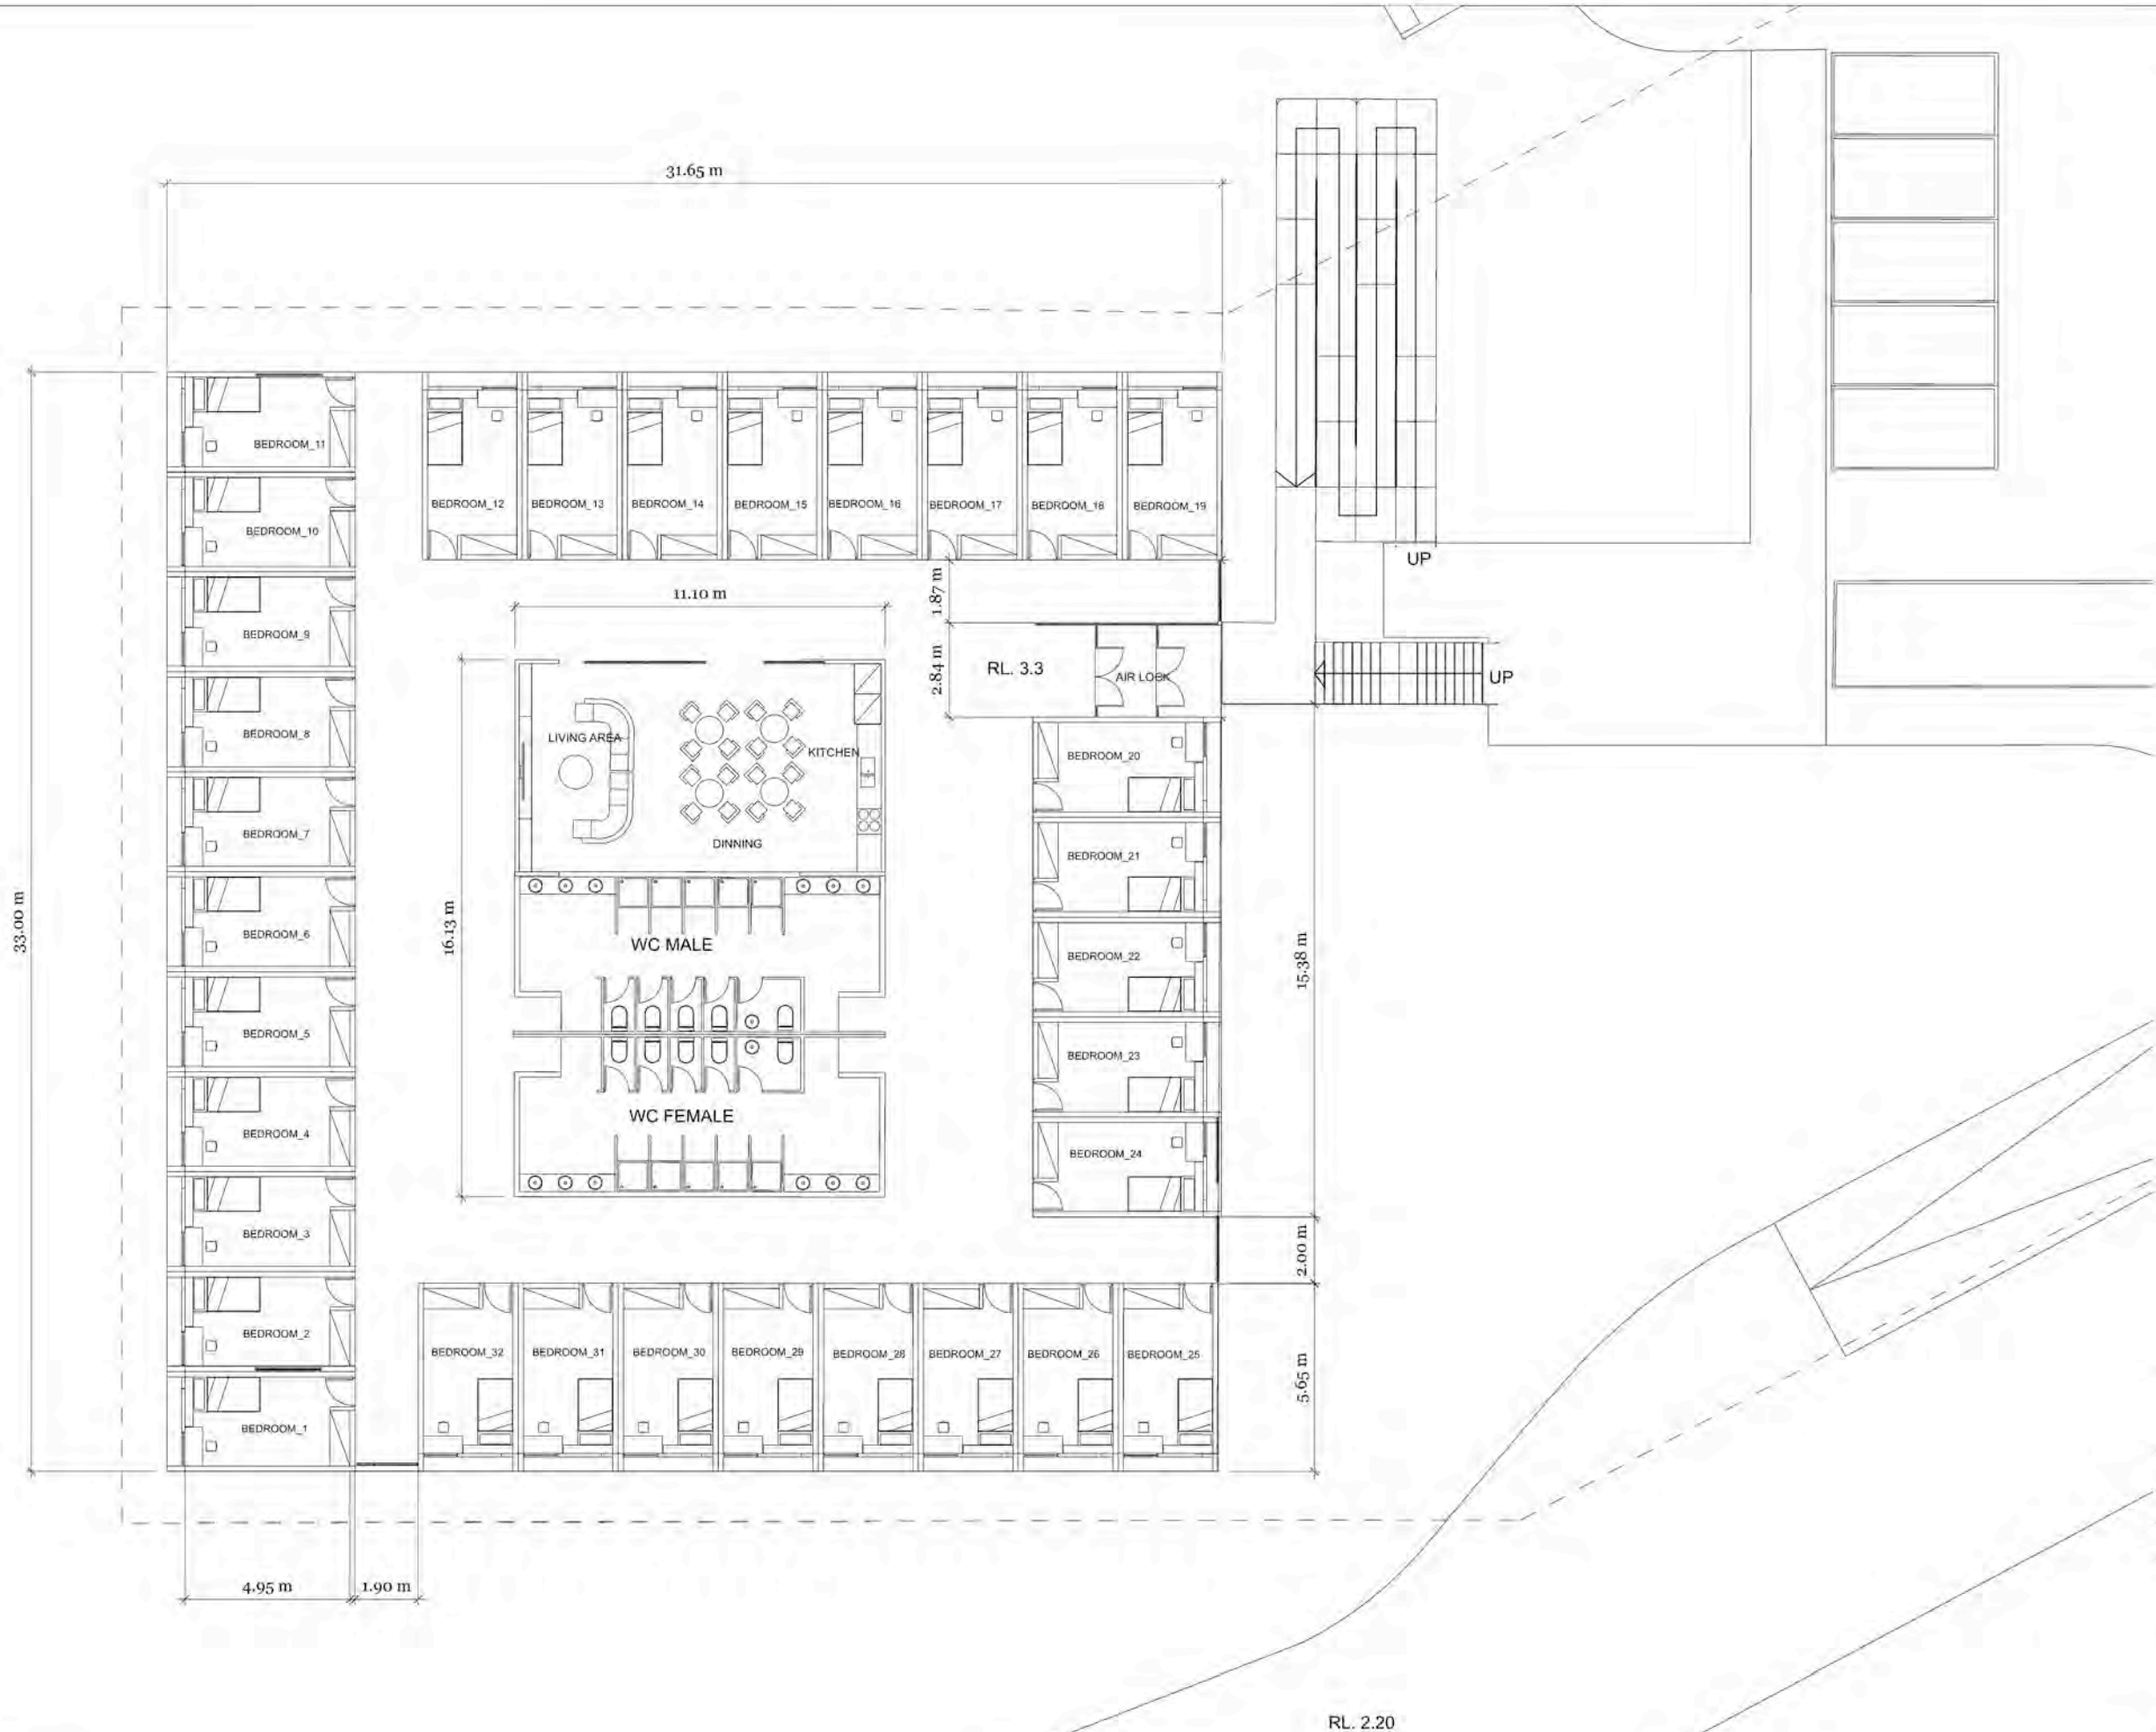 31.65 m
BEDROOM_11
BEDROOM_12
BEDROOM_13
BEDROOM_14
BEDROOM_15
BEDROOM_16
BEDROOM_17
BEDROOM_18
BEDROOM_19
BEDROOM_10
UP
1.87 m
11.10 m
BEDROOM_9
2.84 m
RL. 3.3
AIR LOCK
UP
BEDROOM_8
LIVING AREA
KITCHEN
BEDROOM_20
BEDROOM_7
DINNING
BEDROOM_21
33.00 m
16.13 m
BEDROOM_6
WC MALE
BEDROOM_22
15.38 m
BEDROOM_5
BEDROOM_23
BEDROOM_4
WC FEMALE
BEDROOM_24
BEDROOM_3
2.00 m
BEDROOM_2
BEDROOM_32
BEDROOM_31
BEDROOM_30
BEDROOM_29
BEDROOM_28
BEDROOM_27
BEDROOM_26
BEDROOM_25
5.65 m
BEDROOM_1
4.95 m
1.90 m
RL. 2.20